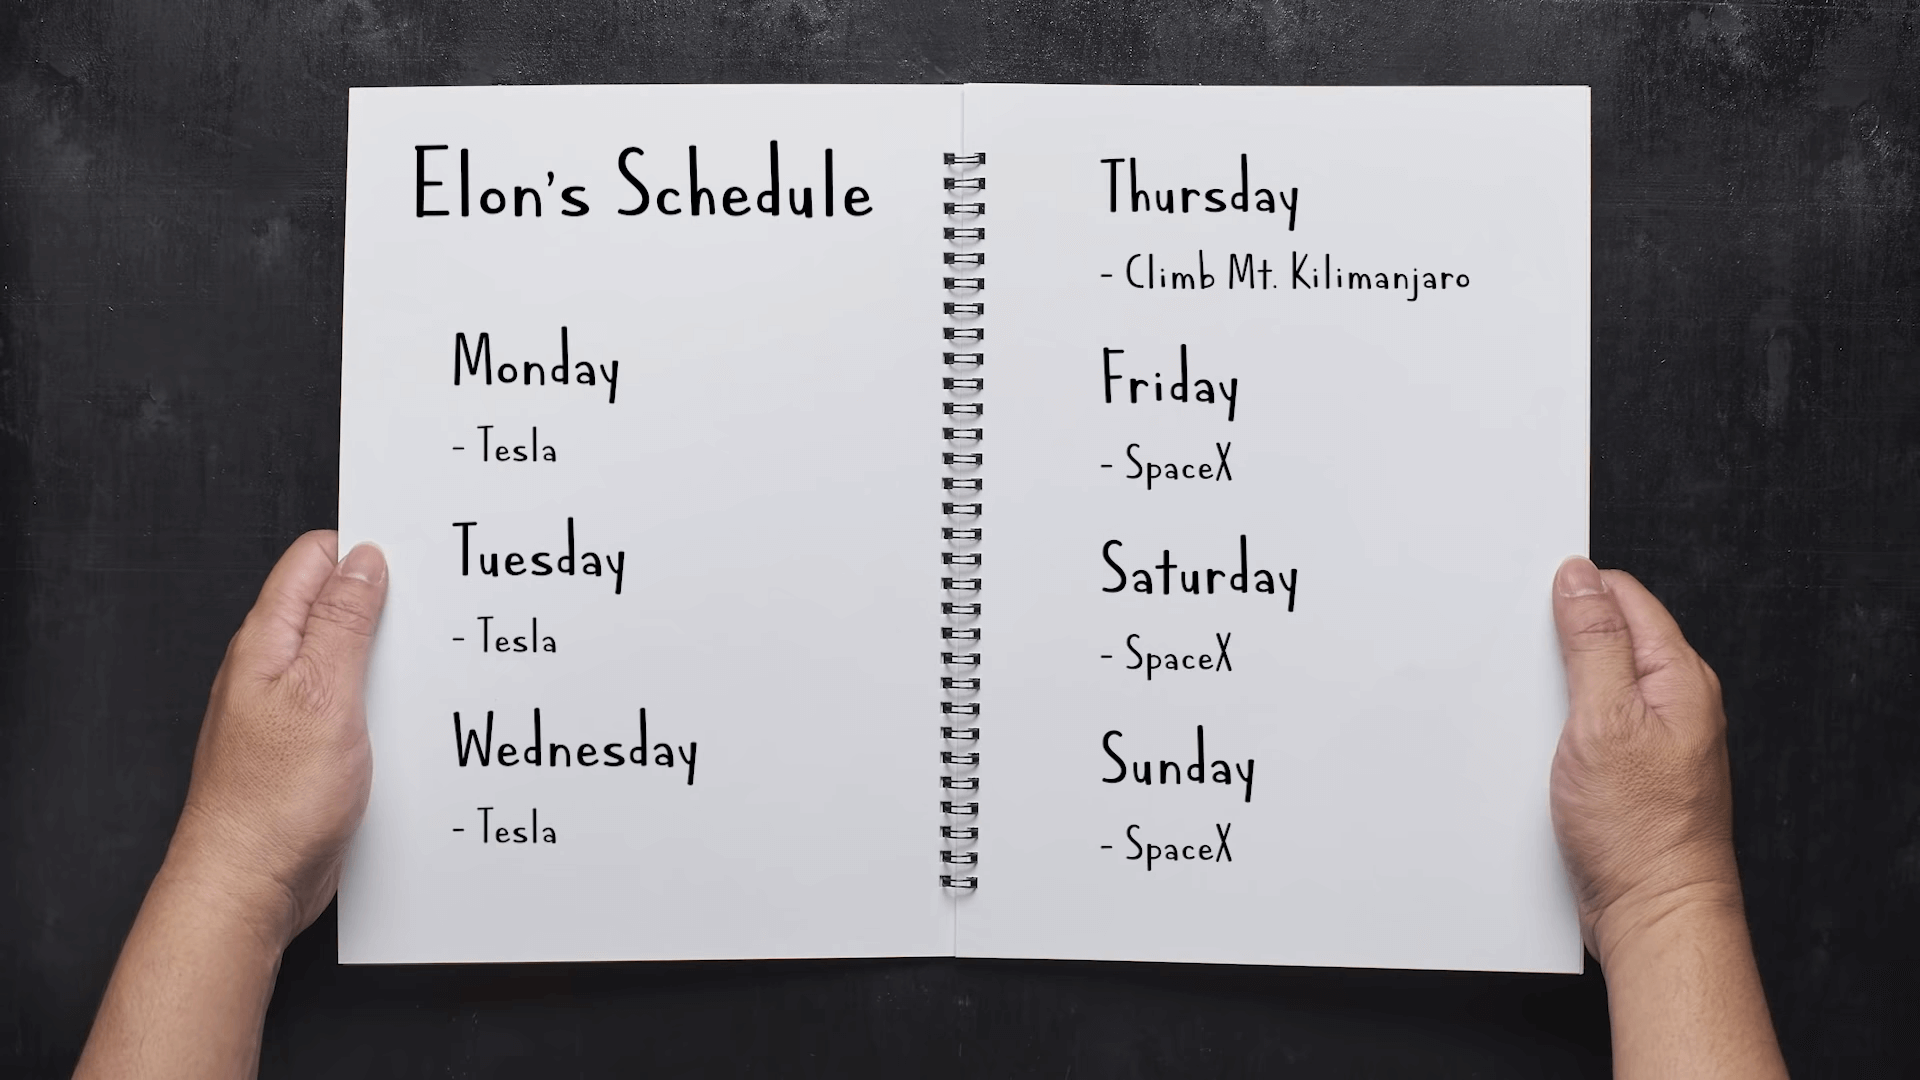 Elon's Schedule
Monday
- Tesla
Tuesday
- Tesla
Wednesday
- Tesla
Thursday
- Climb Mt. Kilimanjaro
Friday
- SpaceX
Saturday
- SpaceX
Sunday
- SpaceX